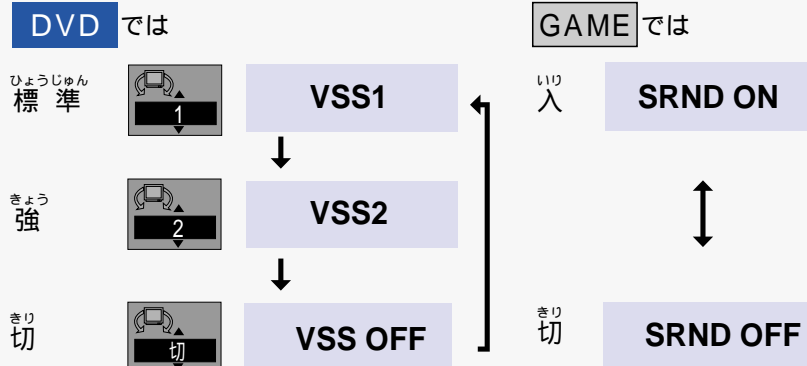 DVD では
ひょうじゅん
標準
1
VSS1
きょう
強
2
VSS2
きり
切
切
VSS OFF
GAME では
いり
入
SRND ON
きり
切
SRND OFF